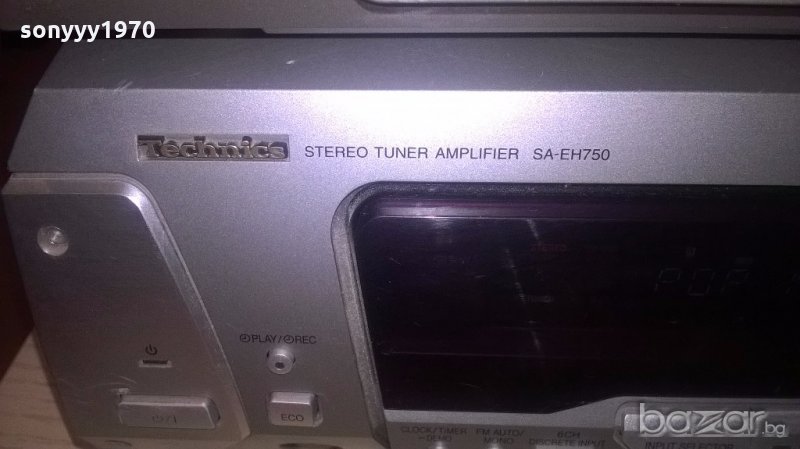 sonyyy1970
Technics STEREO TUNER AMPLIFIER SA-EH750
PLAY/ REC
ECO
CLOCK/TIMER
–DEMO
FM AUTO/
MONO
6CH
DISCRETE INPUT
INPUT SELECTOR
bazar.bg